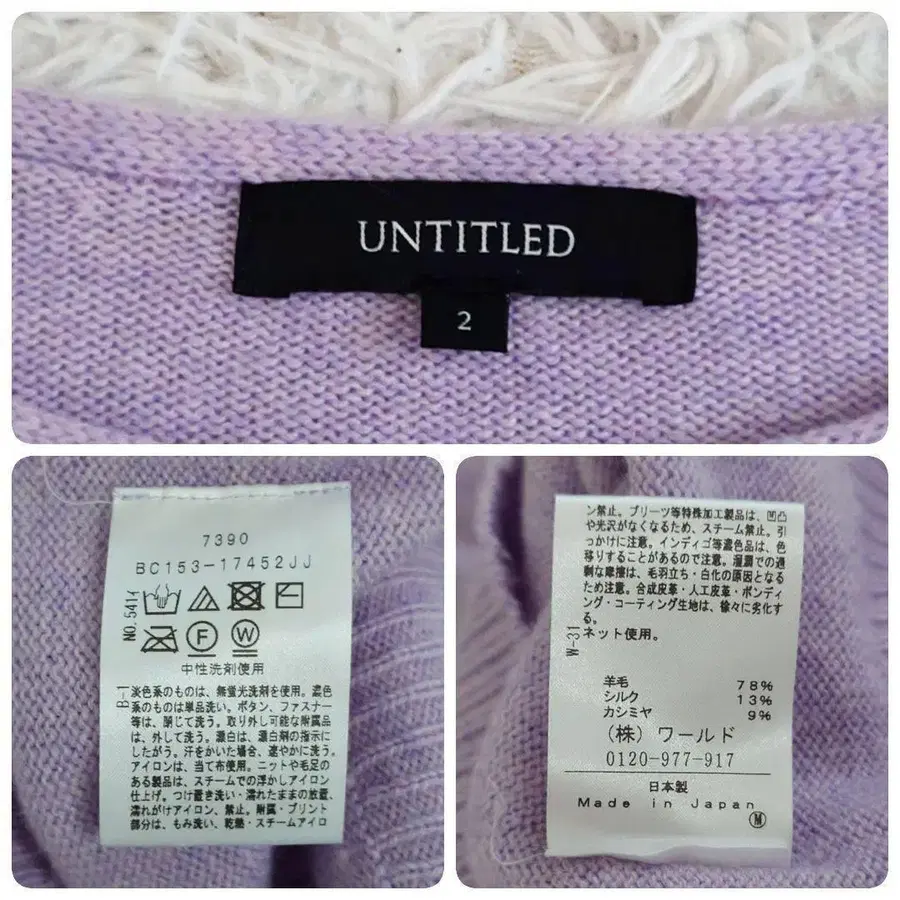 UNTITLED
2
7390
BC153-17452JJ
NO.5414
中性洗剤使用
B-1
淡色系のものは、無蛍光洗剤を使用。濃色
系のものは単品洗い。ボタン、ファスナー
等は、閉じて洗う。取り外し可能な附属品
は、外して洗う。漂白は、漂白剤の指示に
したがう。汗をかいた場合、速やかに洗う。
アイロンは、当て布使用。ニットや毛足の
ある製品は、スチームでの浮かしアイロン
仕上げ。つけ置き洗い・濡れたままの放置、
濡れがけアイロン、禁止。附属・プリント
部分は、もみ洗い、乾熱・スチームアイロ
ン禁止。プリーツ等特殊加工製品は、凹凸
や光沢がなくなるため、スチーム禁止。引
っかけに注意。インディゴ等濃色品は、色
移りすることがあるので注意。湿潤での過
剰な摩擦は、毛羽立ち・白化の原因となる
ため注意。合成皮革・人工皮革・ボンディ
ング・コーティング生地は、徐々に劣化す
る。
W-31
ネット使用。
羊毛 78%
シルク 13%
カシミヤ 9%
(株)ワールド
0120-977-917
日本製
Made in Japan
M